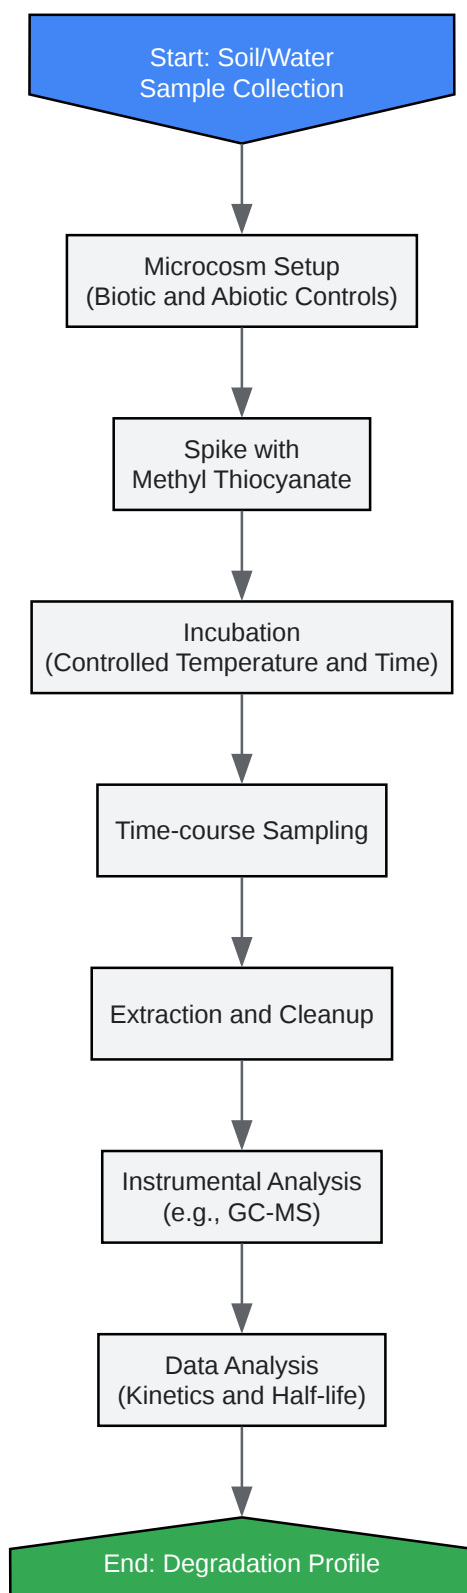 Start: Soil/Water
Sample Collection
Microcosm Setup
(Biotic and Abiotic Controls)
Spike with
Methyl Thiocyanate
Incubation
(Controlled Temperature and Time)
Time-course Sampling
Extraction and Cleanup
Instrumental Analysis
(e.g., GC-MS)
Data Analysis
(Kinetics and Half-life)
End: Degradation Profile